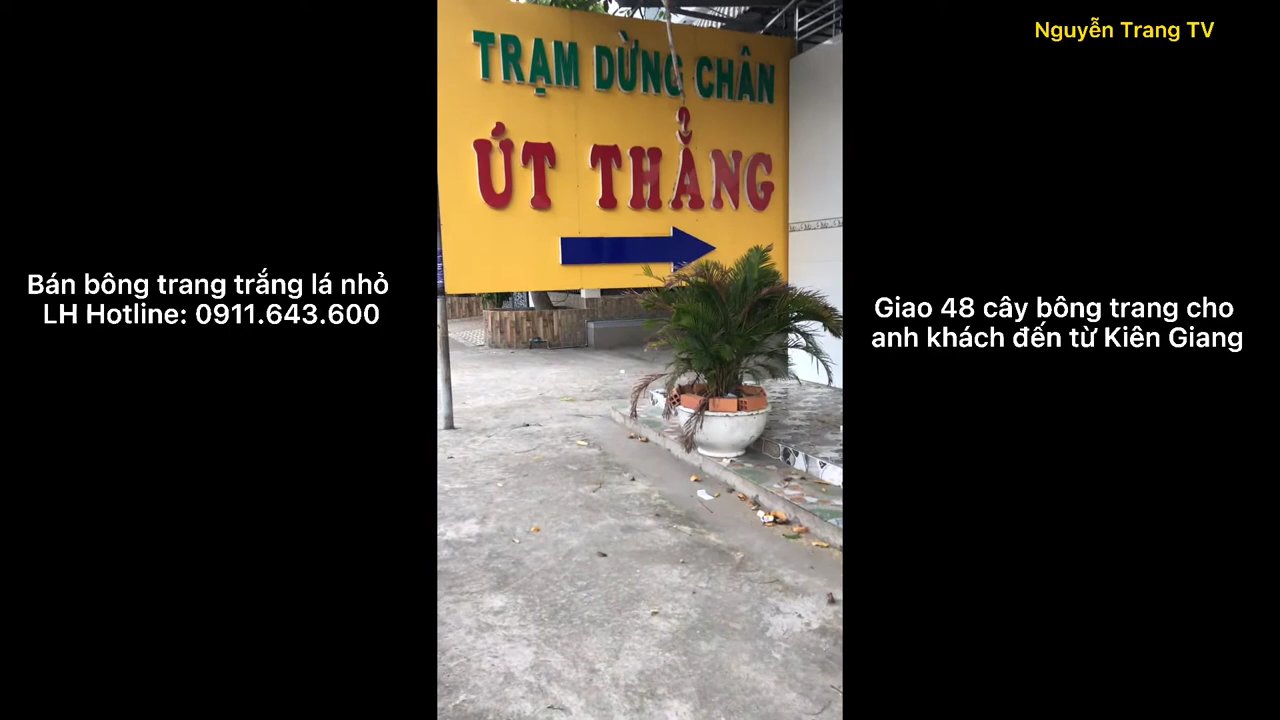 Nguyễn Trang TV
TRẠM DỪNG CHÂN
ÚT THẲNG
Bán bông trang trắng lá nhỏ
LH Hotline: 0911.643.600
Giao 48 cây bông trang cho
anh khách đến từ Kiên Giang